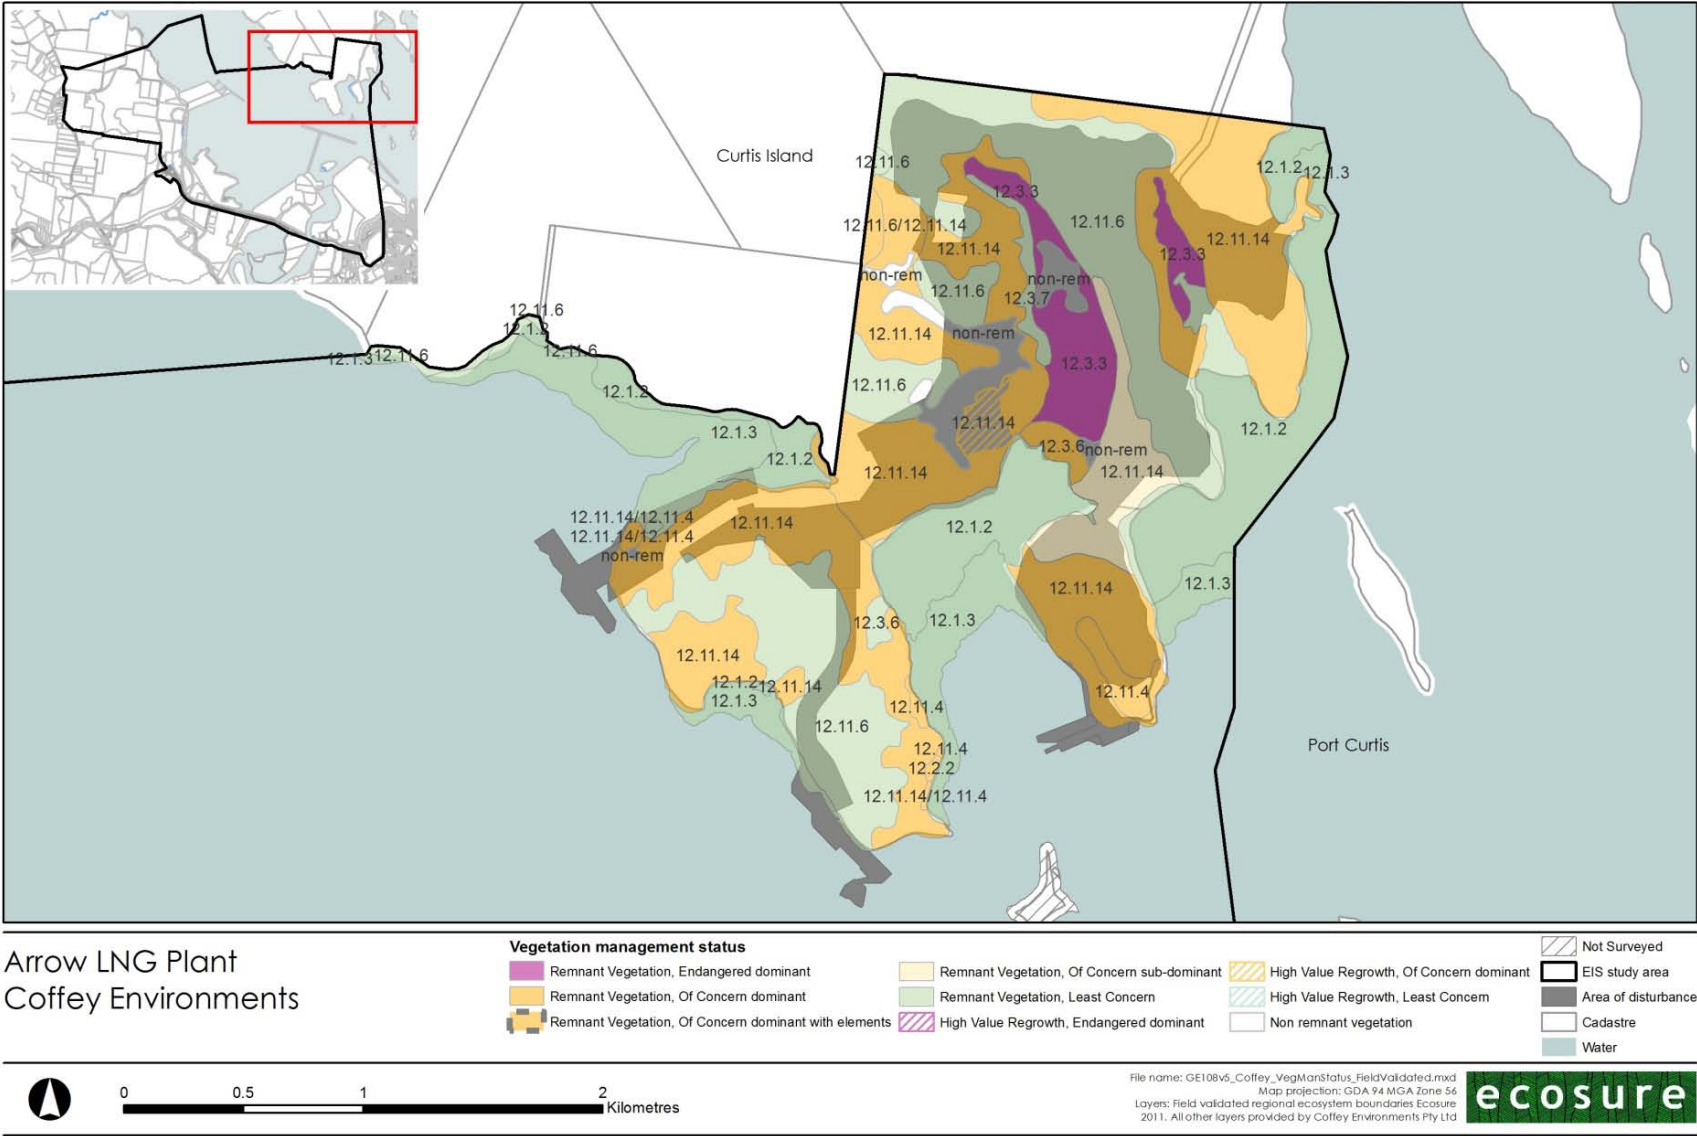 Curtis Island
12.11.6
12.1.2
12.1.3
12.3.3
12.11.6/12.11.14
12.11.6
12.11.14
12.11.14
12.3.3
non-rem
non-rem
12.11.6
12.3.7
12.11.6
12.1.2
12.11.14
non-rem
12.1.3
12.11.6
12.11.6
12.3.3
12.11.6
12.1.2
12.11.14
12.1.3
12.1.2
12.1.2
12.3.6
non-rem
12.11.14
12.11.14
12.11.14/12.11.4
12.11.14
12.1.2
12.11.14/12.11.4
non-rem
12.11.14
12.1.3
12.3.6
12.1.3
12.11.14
12.1.2
12.11.14
12.11.4
12.1.3
12.11.4
12.11.6
Port Curtis
12.11.4
12.2.2
12.11.14/12.11.4
Arrow LNG Plant
Coffey Environments
Vegetation management status
Remnant Vegetation, Endangered dominant
Remnant Vegetation, Of Concern dominant
Remnant Vegetation, Of Concern dominant with elements
Remnant Vegetation, Of Concern sub-dominant
Remnant Vegetation, Least Concern
High Value Regrowth, Endangered dominant
High Value Regrowth, Of Concern dominant
High Value Regrowth, Least Concern
Non remnant vegetation
Not Surveyed
EIS study area
Area of disturbance
Cadastre
Water
0 0.5 1 2
Kilometres
File name: GE108v5_Coffey_VegManStatus_FieldValidated.mxd
Map projection: GDA 94 MGA Zone 56
Layers: Field validated regional ecosystem boundaries Ecosure
2011. All other layers provided by Coffey Environments Pty Ltd
ecosure